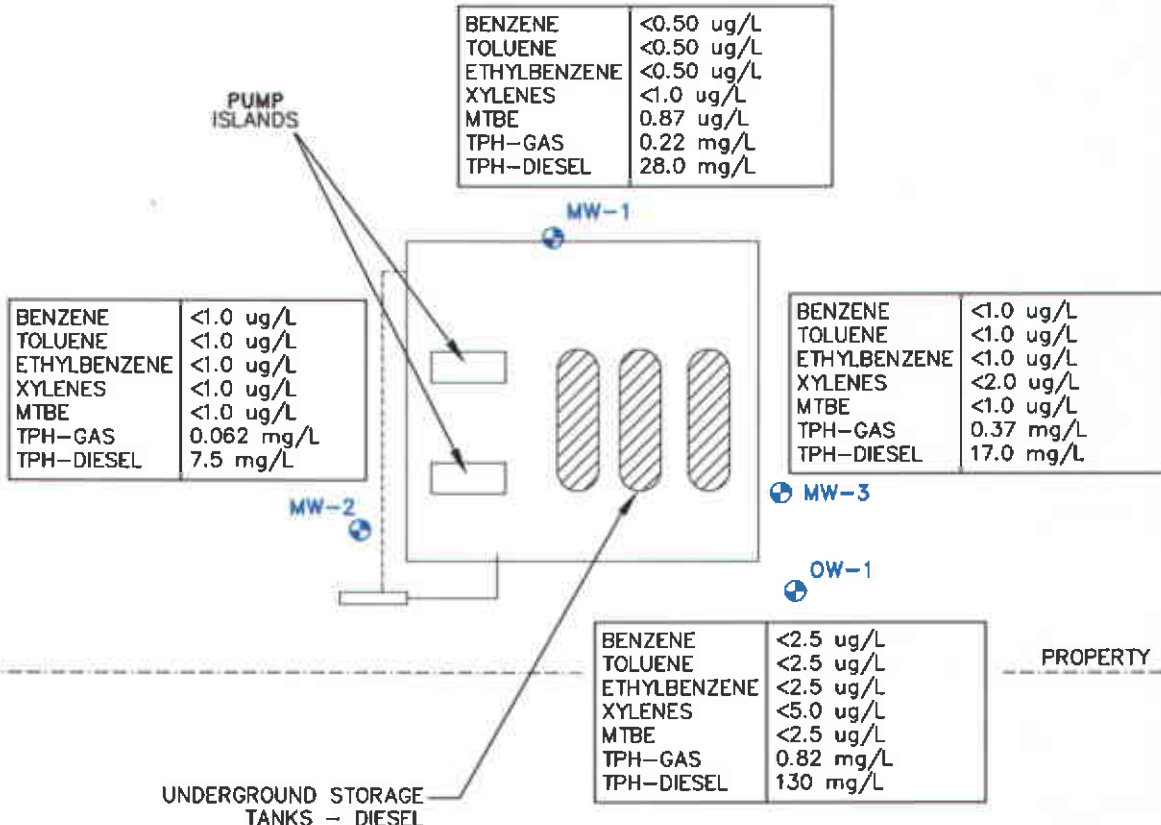 BENZENE <0.50 ug/L
TOLUENE <0.50 ug/L
ETHYLBENZENE <0.50 ug/L
XYLENES <1.0 ug/L
MTBE 0.87 ug/L
TPH-GAS 0.22 mg/L
TPH-DIESEL 28.0 mg/L
PUMP
ISLANDS
MW-1
BENZENE <1.0 ug/L
TOLUENE <1.0 ug/L
ETHYLBENZENE <1.0 ug/L
XYLENES <1.0 ug/L
MTBE <1.0 ug/L
TPH-GAS 0.062 mg/L
TPH-DIESEL 7.5 mg/L
MW-2
BENZENE <1.0 ug/L
TOLUENE <1.0 ug/L
ETHYLBENZENE <1.0 ug/L
XYLENES <2.0 ug/L
MTBE <1.0 ug/L
TPH-GAS 0.37 mg/L
TPH-DIESEL 17.0 mg/L
MW-3
OW-1
BENZENE <2.5 ug/L
TOLUENE <2.5 ug/L
ETHYLBENZENE <2.5 ug/L
XYLENES <5.0 ug/L
MTBE <2.5 ug/L
TPH-GAS 0.82 mg/L
TPH-DIESEL 130 mg/L
PROPERTY
UNDERGROUND STORAGE
TANKS - DIESEL